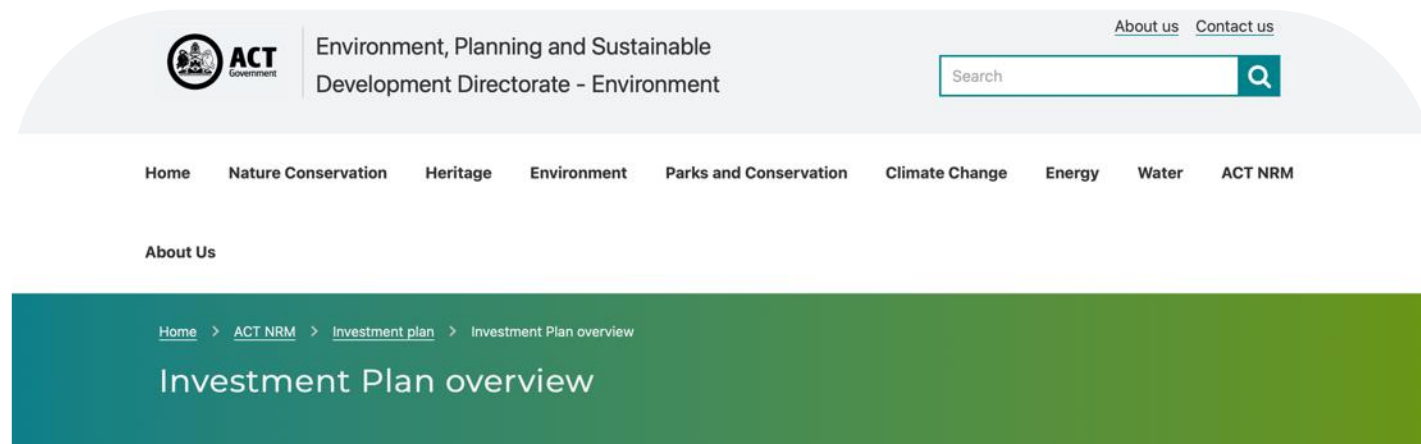 About us Contact us
ACT
Government
Environment, Planning and Sustainable
Development Directorate - Environment
Search
Home Nature Conservation Heritage Environment Parks and Conservation Climate Change Energy Water ACT NRM
About Us
Home > ACT NRM > Investment plan > Investment Plan overview
Investment Plan overview